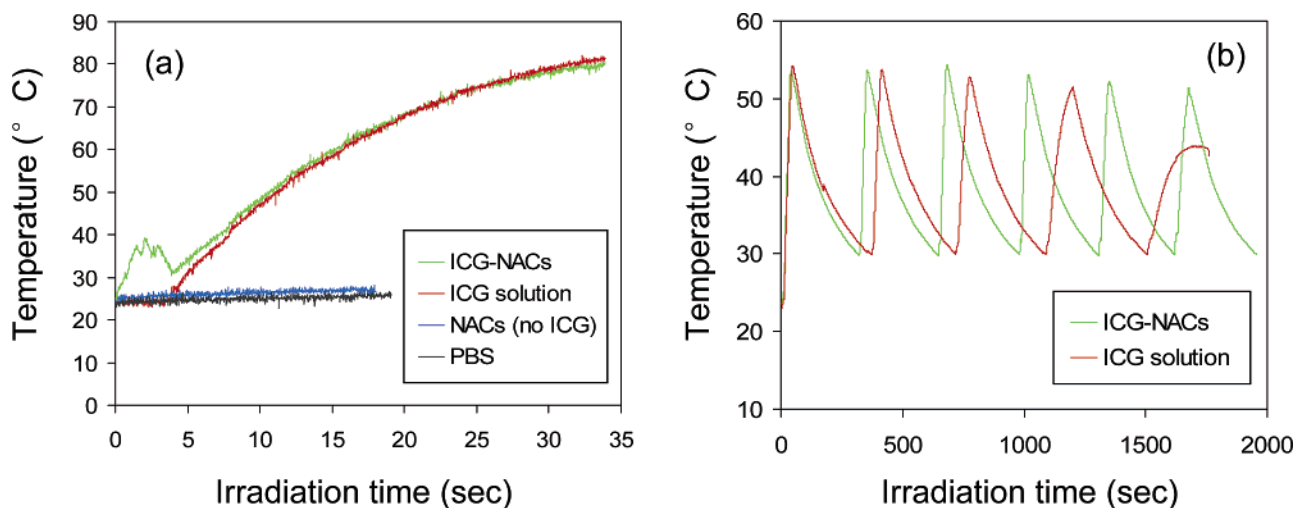 (a)
Temperature (° C)
90
80
70
60
50
40
30
20
10
0
0 5 10 15 20 25 30 35
Irradiation time (sec)
ICG-NACs
ICG solution
NACs (no ICG)
PBS
(b)
Temperature (° C)
60
50
40
30
20
10
0 500 1000 1500 2000
Irradiation time (sec)
ICG-NACs
ICG solution